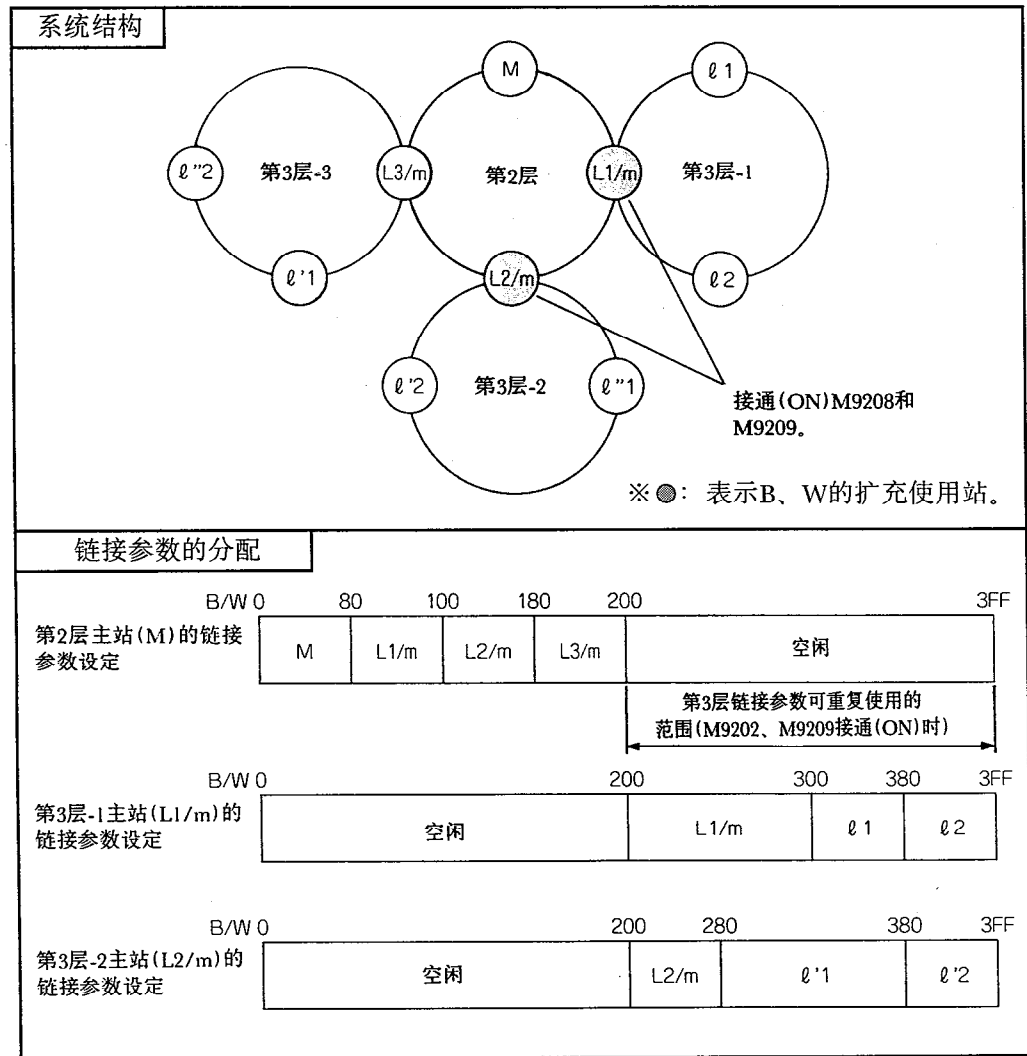 系统结构
M
ℓ1
ℓ"2
第3层-3
L3/m
第2层
L1/m
第3层-1
ℓ'1
L2/m
ℓ2
ℓ'2
第3层-2
ℓ"1
接通(ON)M9208和
M9209。
※●：表示B、W的扩充使用站。
链接参数的分配
B/W 0 80 100 180 200 3FF
第2层主站(M)的链接
参数设定
M L1/m L2/m L3/m 空闲
第3层链接参数可重复使用的
范围(M9202、M9209接通(ON)时)
B/W 0 200 300 380 3FF
第3层-1主站(L1/m)的
链接参数设定
空闲 L1/m ℓ1 ℓ2
B/W 0 200 280 380 3FF
第3层-2主站(L2/m)的
链接参数设定
空闲 L2/m ℓ'1 ℓ'2